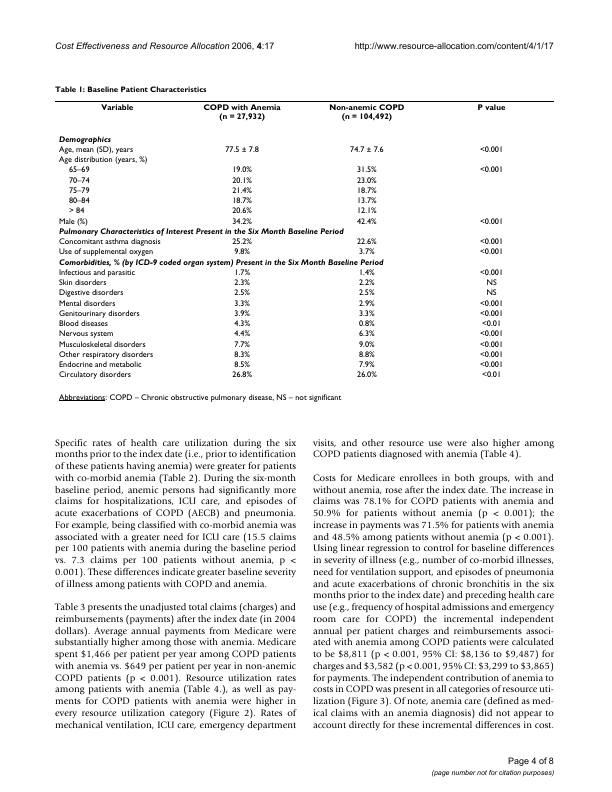 Cost Effectiveness and Resource Allocation 2006, 4:17 http://www.resource-allocation.com/content/4/1/17
Table 1: Baseline Patient Characteristics
Variable COPD with Anemia Non-anemic COPD P value
(n = 27,932) (n = 104,492)
Demographics
Age, mean (SD), years 77.5 ± 7.8 74.7 ± 7.6 <0.001
Age distribution (years, %)
65–69 19.0% 31.5% <0.001
70–74 20.1% 23.0%
75–79 21.4% 18.7%
80–84 18.7% 13.7%
> 84 20.6% 12.1%
Male (%) 34.2% 42.4% <0.001
Pulmonary Characteristics of Interest Present in the Six Month Baseline Period
Concomitant asthma diagnosis 25.2% 22.6% <0.001
Use of supplemental oxygen 9.8% 3.7% <0.001
Comorbidities, % (by ICD-9 coded organ system) Present in the Six Month Baseline Period
Infectious and parasitic 1.7% 1.4% <0.001
Skin disorders 2.3% 2.2% NS
Digestive disorders 2.5% 2.5% NS
Mental disorders 3.3% 2.9% <0.001
Genitourinary disorders 3.9% 3.3% <0.001
Blood diseases 4.3% 0.8% <0.01
Nervous system 4.4% 6.3% <0.001
Musculoskeletal disorders 7.7% 9.0% <0.001
Other respiratory disorders 8.3% 8.8% <0.001
Endocrine and metabolic 8.5% 7.9% <0.001
Circulatory disorders 26.8% 26.0% <0.01
Abbreviations: COPD – Chronic obstructive pulmonary disease, NS – not significant
Specific rates of health care utilization during the six
months prior to the index date (i.e., prior to identification
of these patients having anemia) were greater for patients
with co-morbid anemia (Table 2). During the six-month
baseline period, anemic persons had significantly more
claims for hospitalizations, ICU care, and episodes of
acute exacerbations of COPD (AECB) and pneumonia.
For example, being classified with co-morbid anemia was
associated with a greater need for ICU care (15.5 claims
per 100 patients with anemia during the baseline period
vs. 7.3 claims per 100 patients without anemia, p <
0.001). These differences indicate greater baseline severity
of illness among patients with COPD and anemia.
Table 3 presents the unadjusted total claims (charges) and
reimbursements (payments) after the index date (in 2004
dollars). Average annual payments from Medicare were
substantially higher among those with anemia. Medicare
spent $1,466 per patient per year among COPD patients
with anemia vs. $649 per patient per year in non-anemic
COPD patients (p < 0.001). Resource utilization rates
among patients with anemia (Table 4.), as well as pay-
ments for COPD patients with anemia were higher in
every resource utilization category (Figure 2). Rates of
mechanical ventilation, ICU care, emergency department
visits, and other resource use were also higher among
COPD patients diagnosed with anemia (Table 4).
Costs for Medicare enrollees in both groups, with and
without anemia, rose after the index date. The increase in
claims was 78.1% for COPD patients with anemia and
50.9% for patients without anemia (p < 0.001); the
increase in payments was 71.5% for patients with anemia
and 48.5% among patients without anemia (p < 0.001).
Using linear regression to control for baseline differences
in severity of illness (e.g., number of co-morbid illnesses,
need for ventilation support, and episodes of pneumonia
and acute exacerbations of chronic bronchitis in the six
months prior to the index date) and preceding health care
use (e.g., frequency of hospital admissions and emergency
room care for COPD) the incremental independent
annual per patient charges and reimbursements associ-
ated with anemia among COPD patients were calculated
to be $8,811 (p < 0.001, 95% CI: $8,136 to $9,487) for
charges and $3,582 (p < 0.001, 95% CI: $3,299 to $3,865)
for payments. The independent contribution of anemia to
costs in COPD was present in all categories of resource uti-
lization (Figure 3). Of note, anemia care (defined as med-
ical claims with an anemia diagnosis) did not appear to
account directly for these incremental differences in cost.
Page 4 of 8
(page number not for citation purposes)